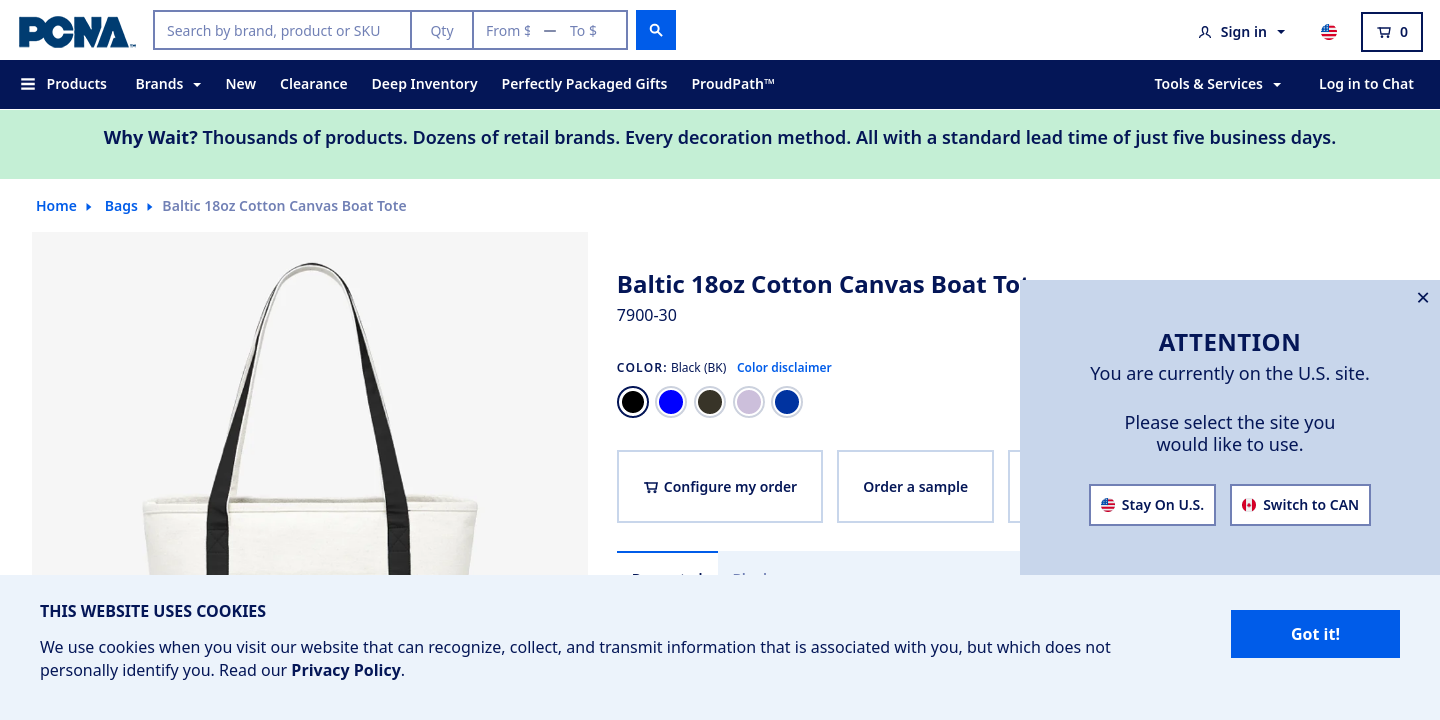 PCNA
Search by brand, product or SKU
Qty
From $
To $
Sign in
0
Products
Brands
New
Clearance
Deep Inventory
Perfectly Packaged Gifts
ProudPath™
Tools & Services
Log in to Chat
Why Wait? Thousands of products. Dozens of retail brands. Every decoration method. All with a standard lead time of just five business days.
Home
Bags
Baltic 18oz Cotton Canvas Boat Tote
Baltic 18oz Cotton Canvas Boat Tot
7900-30
COLOR: Black (BK)
Color disclaimer
Configure my order
Order a sample
ATTENTION
You are currently on the U.S. site.
Please select the site you
would like to use.
Stay On U.S.
Switch to CAN
THIS WEBSITE USES COOKIES
We use cookies when you visit our website that can recognize, collect, and transmit information that is associated with you, but which does not
personally identify you. Read our Privacy Policy.
Got it!